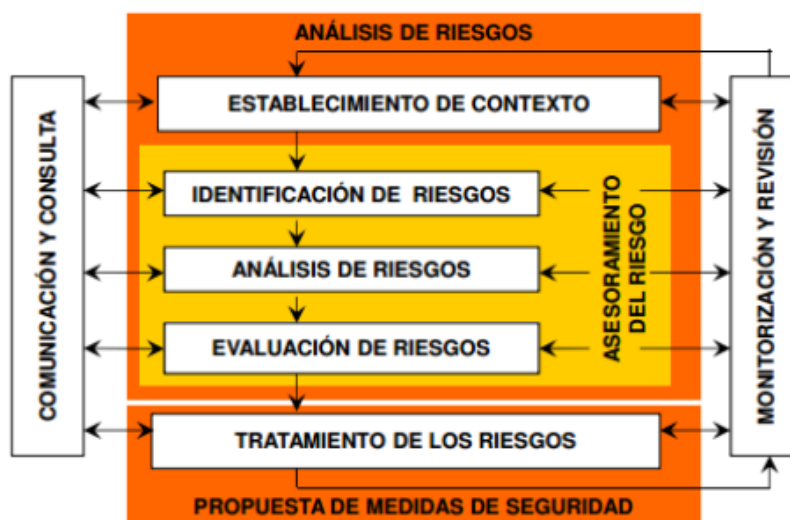 ANÁLISIS DE RIESGOS
ESTABLECIMIENTO DE CONTEXTO
COMUNICACIÓN Y CONSULTA
IDENTIFICACIÓN DE RIESGOS
ANÁLISIS DE RIESGOS
EVALUACIÓN DE RIESGOS
ASESORAMIENTO
DEL RIESGO
MONITORIZACIÓN Y REVISIÓN
TRATAMIENTO DE LOS RIESGOS
PROPUESTA DE MEDIDAS DE SEGURIDAD